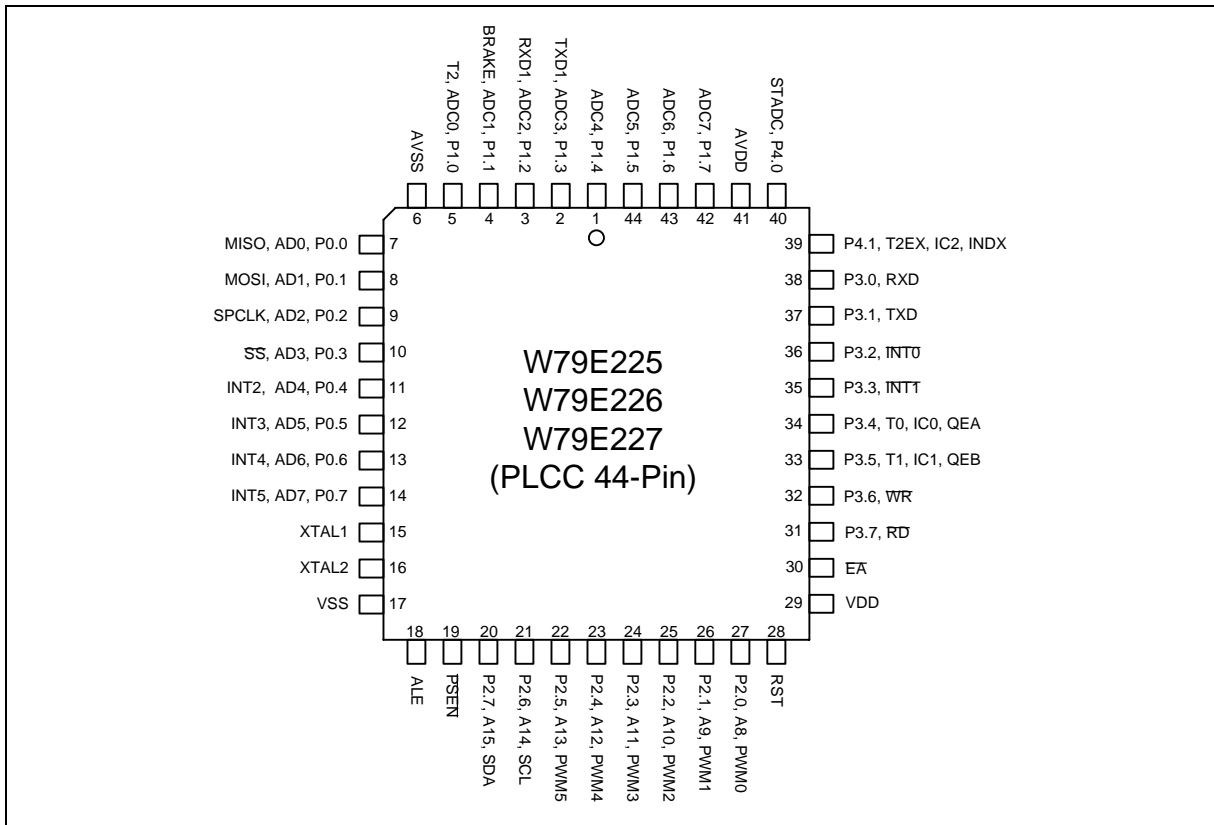 AVSS
T2, ADC0, P1.0
BRAKE, ADC1, P1.1
RXD1, ADC2, P1.2
TXD1, ADC3, P1.3
ADC4, P1.4
ADC5, P1.5
ADC6, P1.6
ADC7, P1.7
AVDD
STADC, P4.0
6 5 4 3 2 1 44 43 42 41 40
MISO, AD0, P0.0 7
MOSI, AD1, P0.1 8
SPCLK, AD2, P0.2 9
S̅S̅, AD3, P0.3 10
INT2, AD4, P0.4 11
INT3, AD5, P0.5 12
INT4, AD6, P0.6 13
INT5, AD7, P0.7 14
XTAL1 15
XTAL2 16
VSS 17
W79E225
W79E226
W79E227
(PLCC 44-Pin)
39 P4.1, T2EX, IC2, INDX
38 P3.0, RXD
37 P3.1, TXD
36 P3.2, I̅N̅T̅0̅
35 P3.3, I̅N̅T̅1̅
34 P3.4, T0, IC0, QEA
33 P3.5, T1, IC1, QEB
32 P3.6, W̅R̅
31 P3.7, R̅D̅
30 E̅A̅
29 VDD
18 19 20 21 22 23 24 25 26 27 28
ALE
P̅S̅E̅N̅
P2.7, A15, SDA
P2.6, A14, SCL
P2.5, A13, PWM5
P2.4, A12, PWM4
P2.3, A11, PWM3
P2.2, A10, PWM2
P2.1, A9, PWM1
P2.0, A8, PWM0
RST